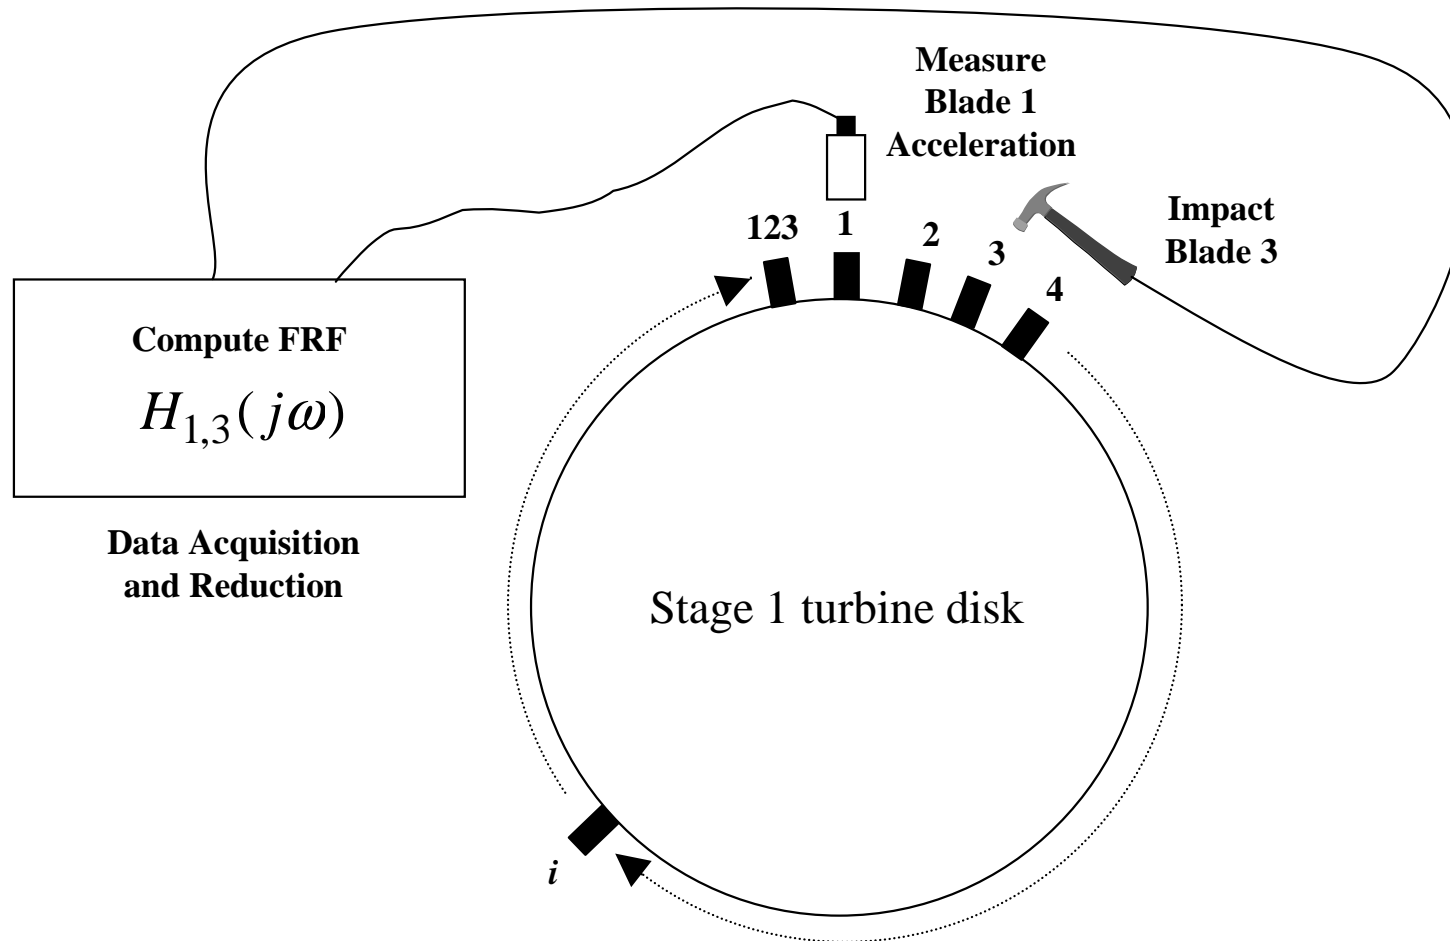 Measure
Blade 1
Acceleration
Impact
Blade 3
123
1
2
3
4
Compute FRF
H₁,₃(jω)
Data Acquisition
and Reduction
Stage 1 turbine disk
i